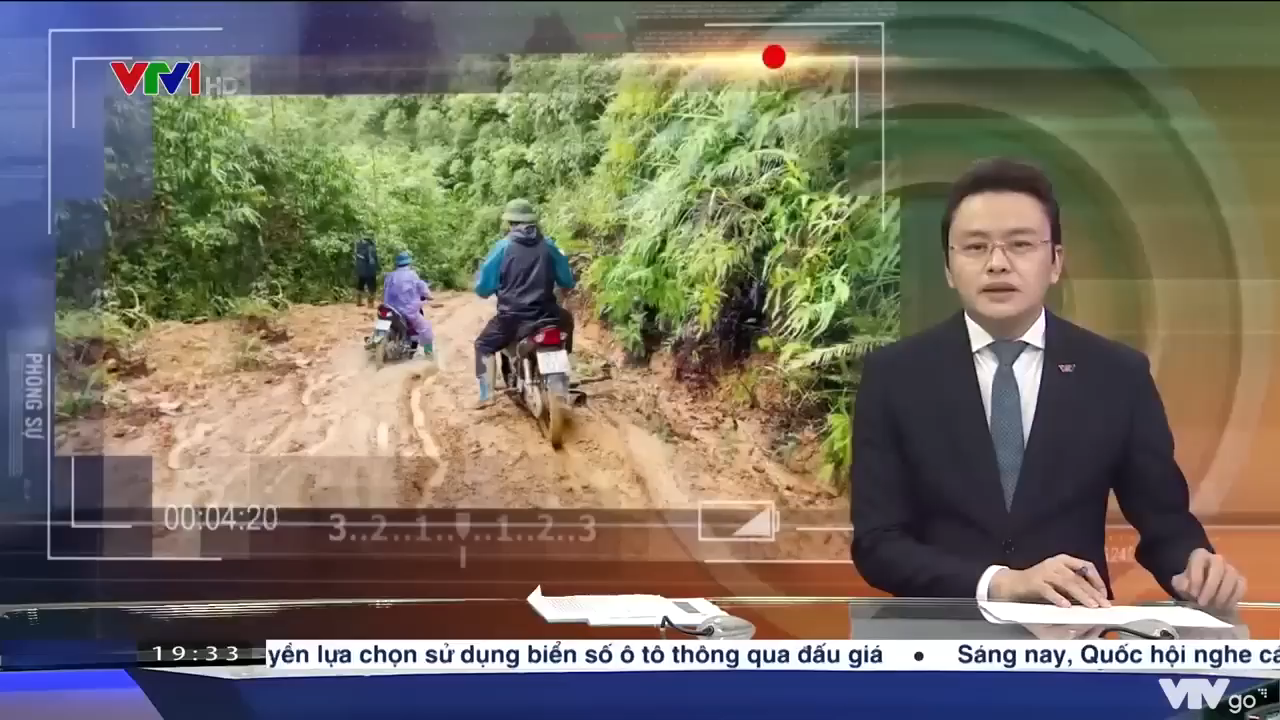 VTV1 HD
PHÓNG SỰ
00:04:20
3..2..1..1..2..3
19:33
yền lựa chọn sử dụng biển số ô tô thông qua đấu giá • Sáng nay, Quốc hội nghe cá
VTV go